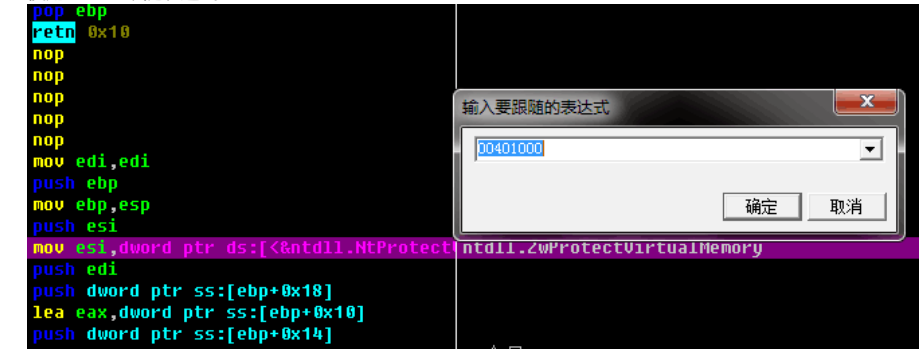 pop ebp
retn 0x10
nop
nop
nop
nop
nop
mov edi,edi
push ebp
mov ebp,esp
push esi
mov esi,dword ptr ds:[<&ntdll.NtProtect
ntdll.ZwProtectVirtualMemory
push edi
push dword ptr ss:[ebp+0x18]
lea eax,dword ptr ss:[ebp+0x10]
push dword ptr ss:[ebp+0x14]
输入要跟随的表达式
00401000
确定
取消